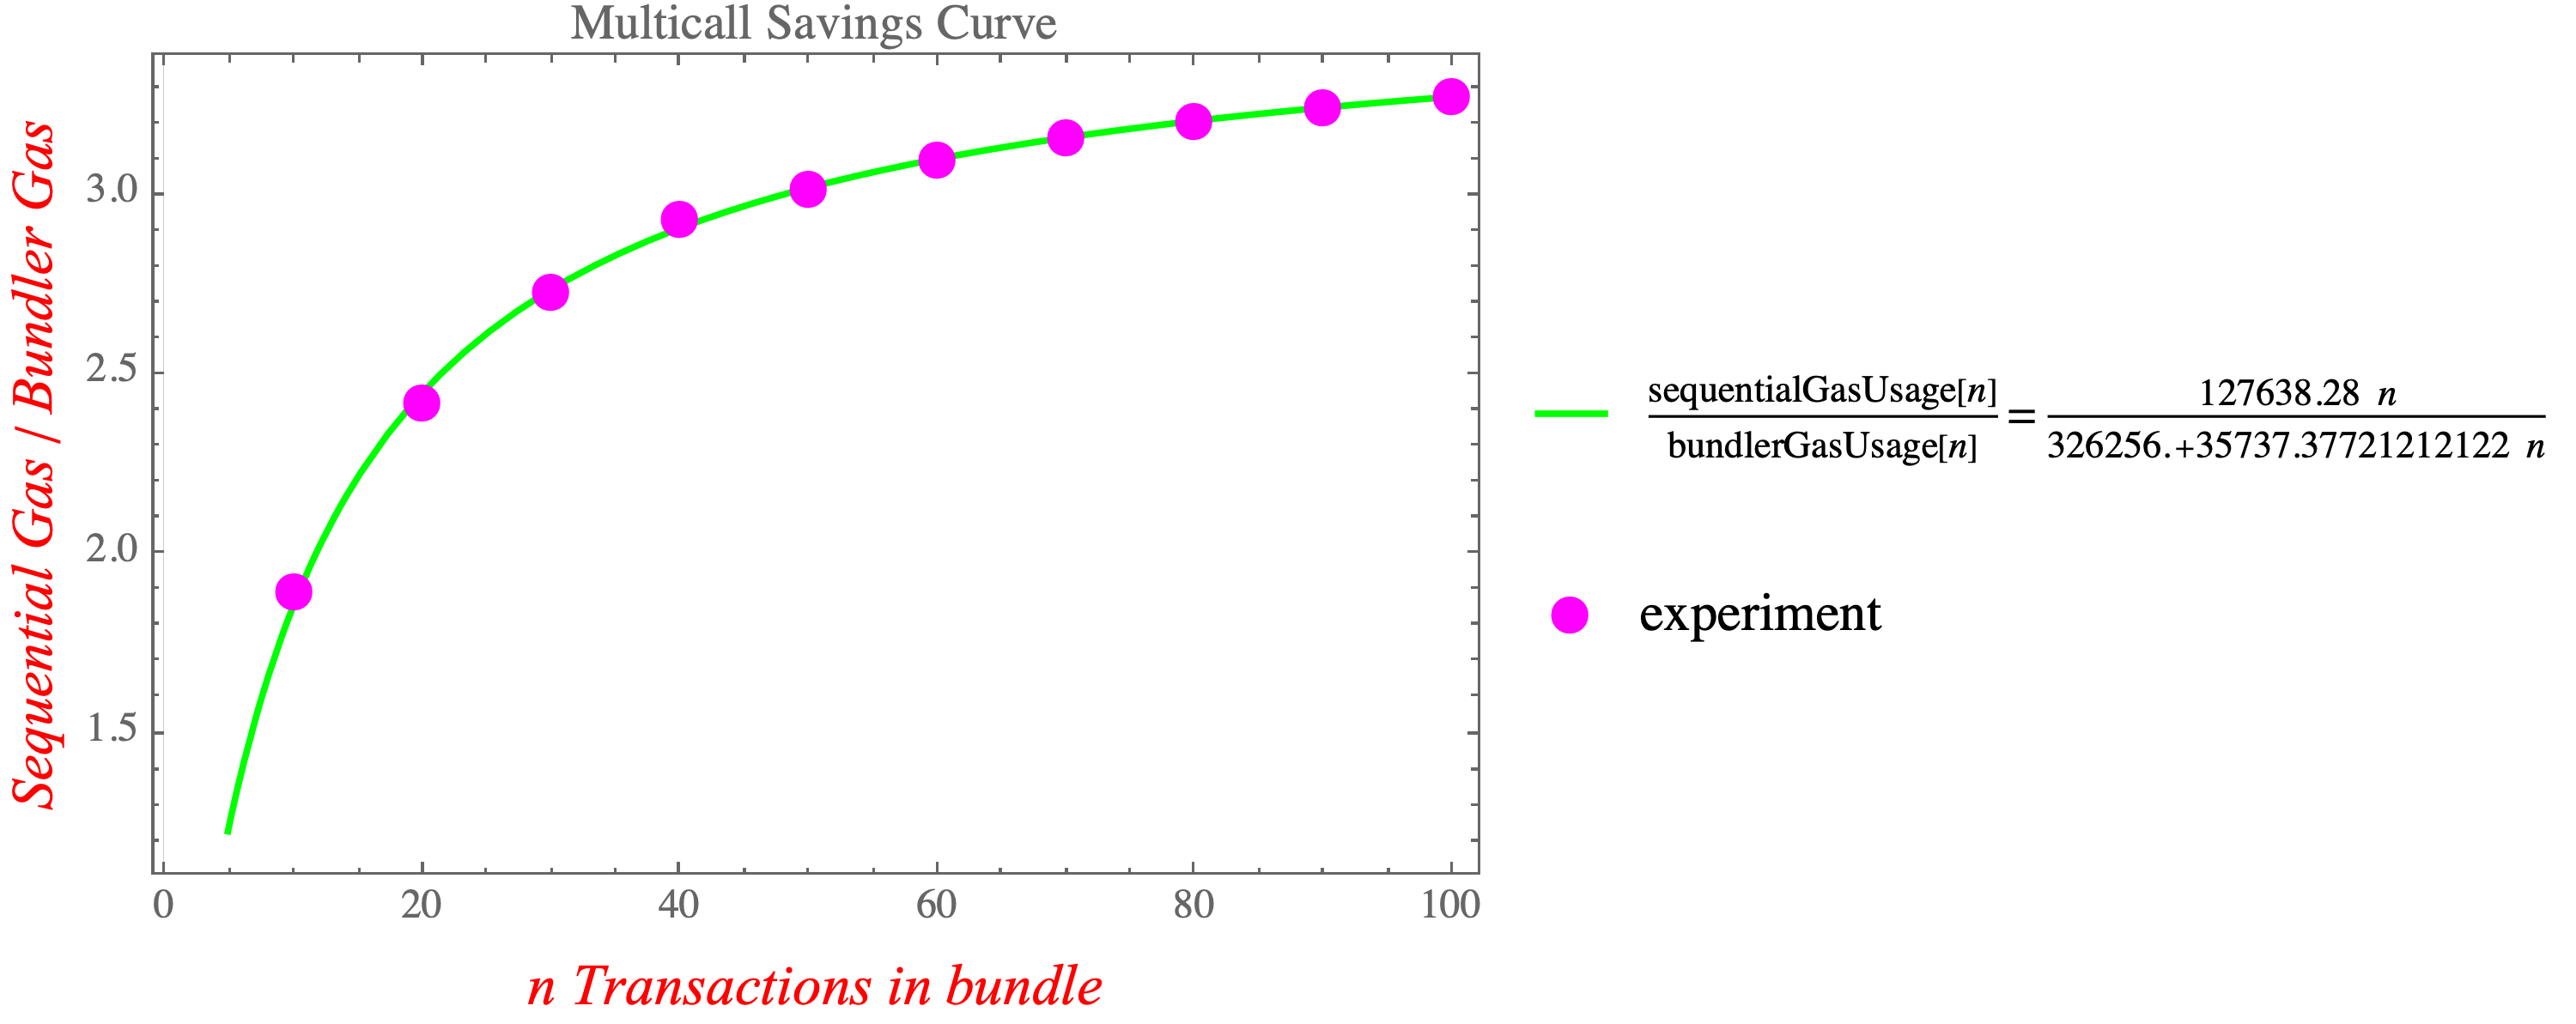 Multicall Savings Curve
Sequential Gas / Bundler Gas
3.0
2.5
2.0
1.5
0 20 40 60 80 100
n Transactions in bundle
sequentialGasUsage[n]
bundlerGasUsage[n]
=
127638.28 n
326256.+35737.37721212122 n
experiment